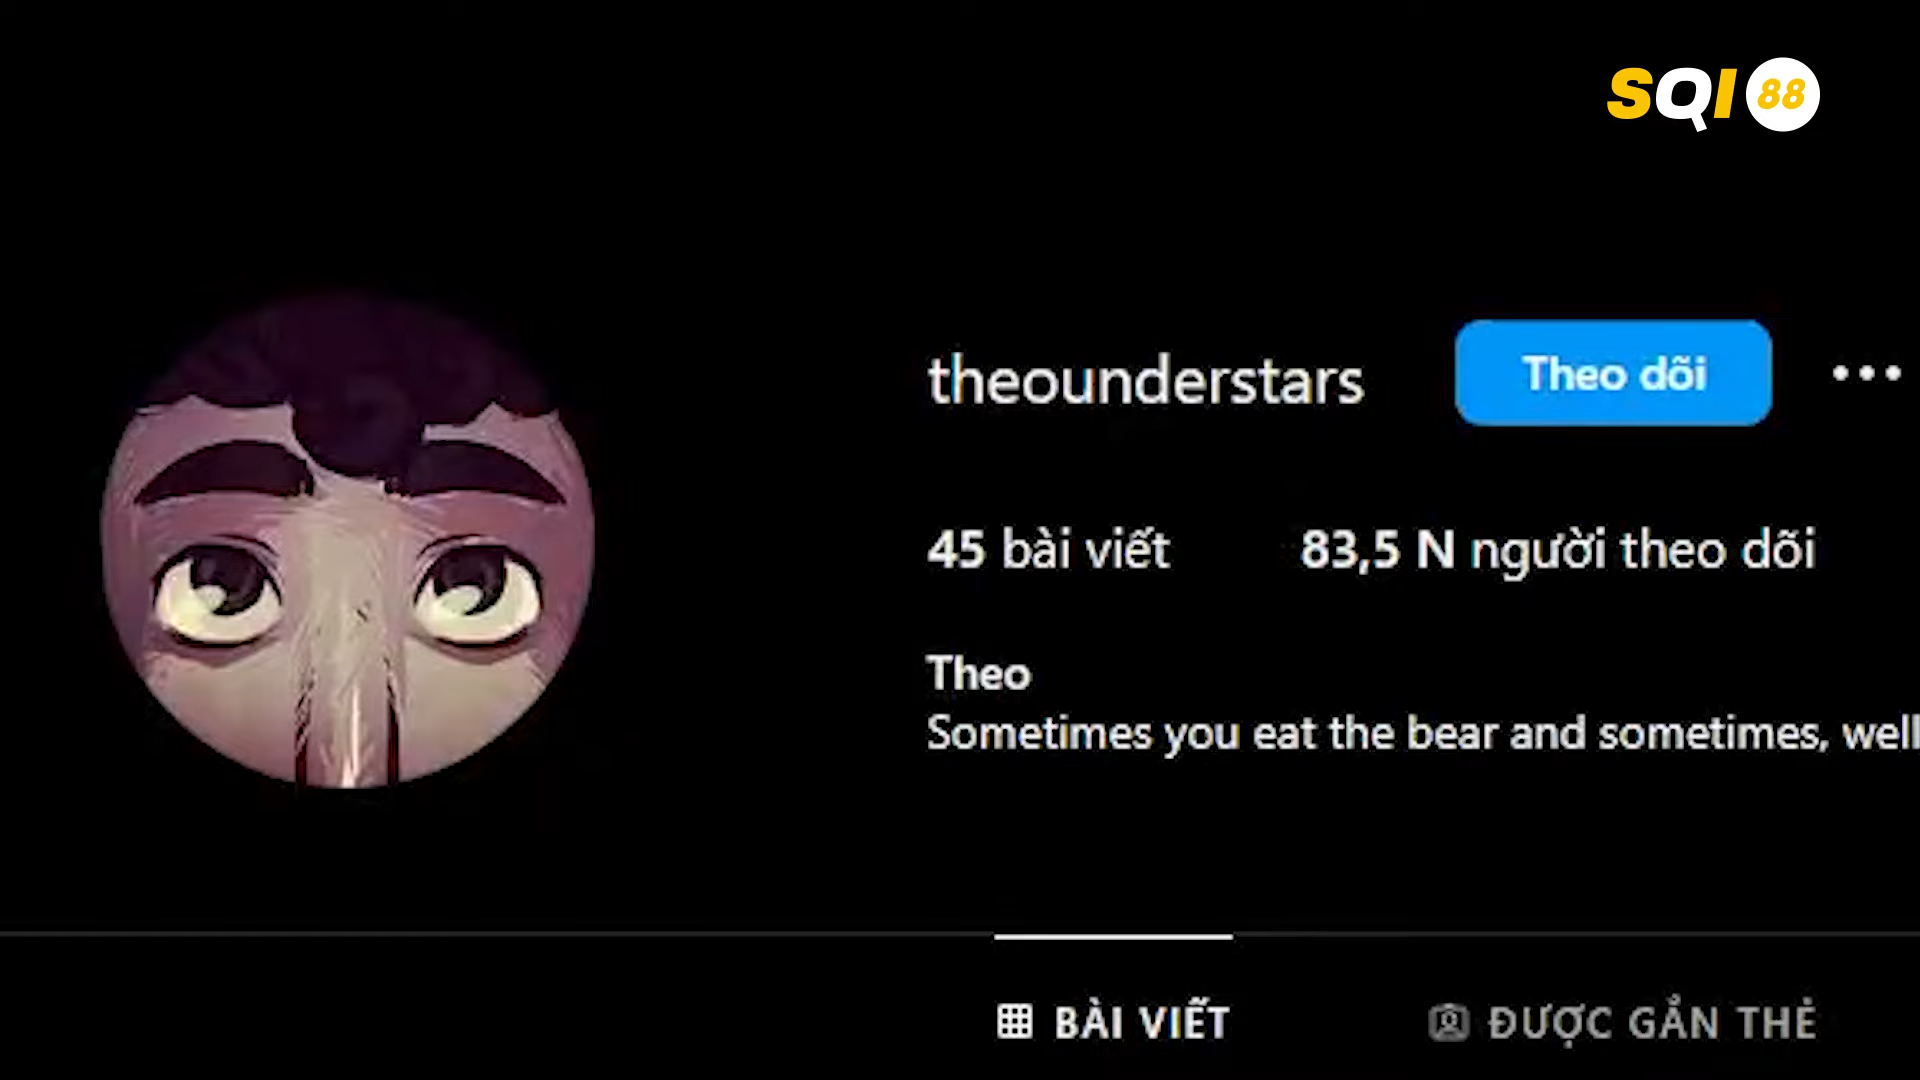 SQI 88
theounderstars
Theo dõi
45 bài viết
83,5 N người theo dõi
Theo
Sometimes you eat the bear and sometimes, well
BÀI VIẾT
ĐƯỢC GẮN THẺ